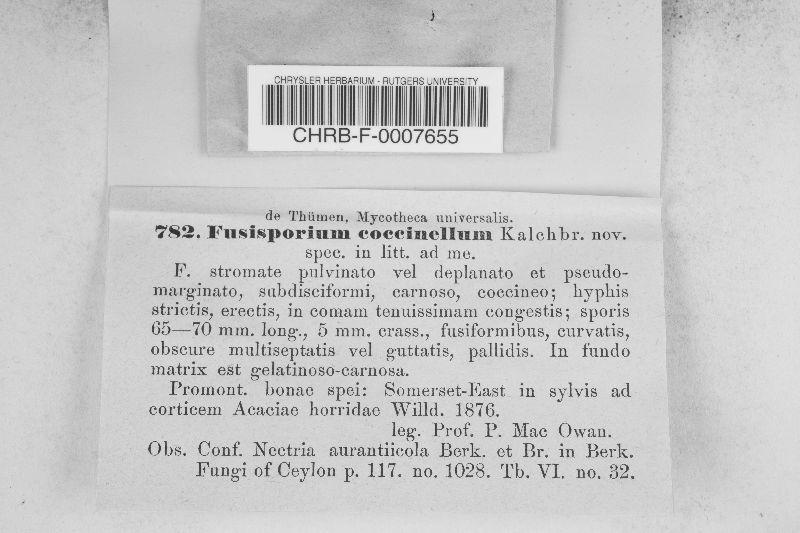 CHRYSLER HERBARIUM - RUTGERS UNIVERSITY
CHRB-F-0007655
de Thümen, Mycotheca universalis.
782. Fusisporium coccinellum Kalchbr. nov.
spec. in litt. ad me.
F. stromate pulvinato vel deplanato et pseudo-
marginato, subdisciformi, carnoso, coccineo; hyphis
strictis, erectis, in comam tenuissimam congestis; sporis
65—70 mm. long., 5 mm. crass., fusiformibus, curvatis,
obscure multiseptatis vel guttatis, pallidis. In fundo
matrix est gelatinoso-carnosa.
Promont. bonae spei: Somerset-East in sylvis ad
corticem Acaciae horridae Willd. 1876.
leg. Prof. P. Mac Owan.
Obs. Conf. Nectria aurantiicola Berk. et Br. in Berk.
Fungi of Ceylon p. 117. no. 1028. Tb. VI. no. 32.